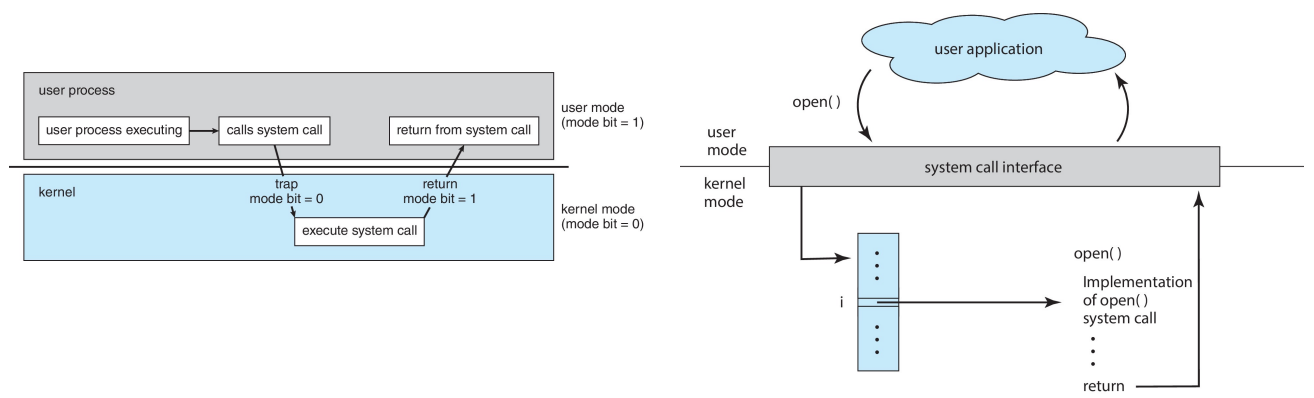 user process
user process executing
calls system call
return from system call
user mode
(mode bit = 1)
kernel
trap
mode bit = 0
return
mode bit = 1
execute system call
kernel mode
(mode bit = 0)
user application
open( )
user
mode
system call interface
kernel
mode
i
open( )
Implementation
of open( )
system call
return